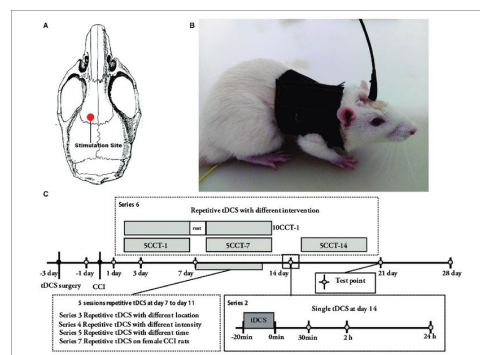 A
B
Stimulation Site
C
Series 6
Repetitive tDCS with different intervention
rest
10CCT-1
5CCT-1
5CCT-7
5CCT-14
-3 day
-1 day
1 day
3 day
7 day
14 day
21 day
28 day
tDCS surgery
CCI
Test point
5 sessions repetitive tDCS at day 7 to day 11
Series 3 Repetitive tDCS with different location
Series 4 Repetitive tDCS with different intensity
Series 5 Repetitive tDCS with different time
Series 7 Repetitive tDCS on female CCI rats
Series 2
Single tDCS at day 14
tDCS
-20min
0min
30min
2 h
24 h